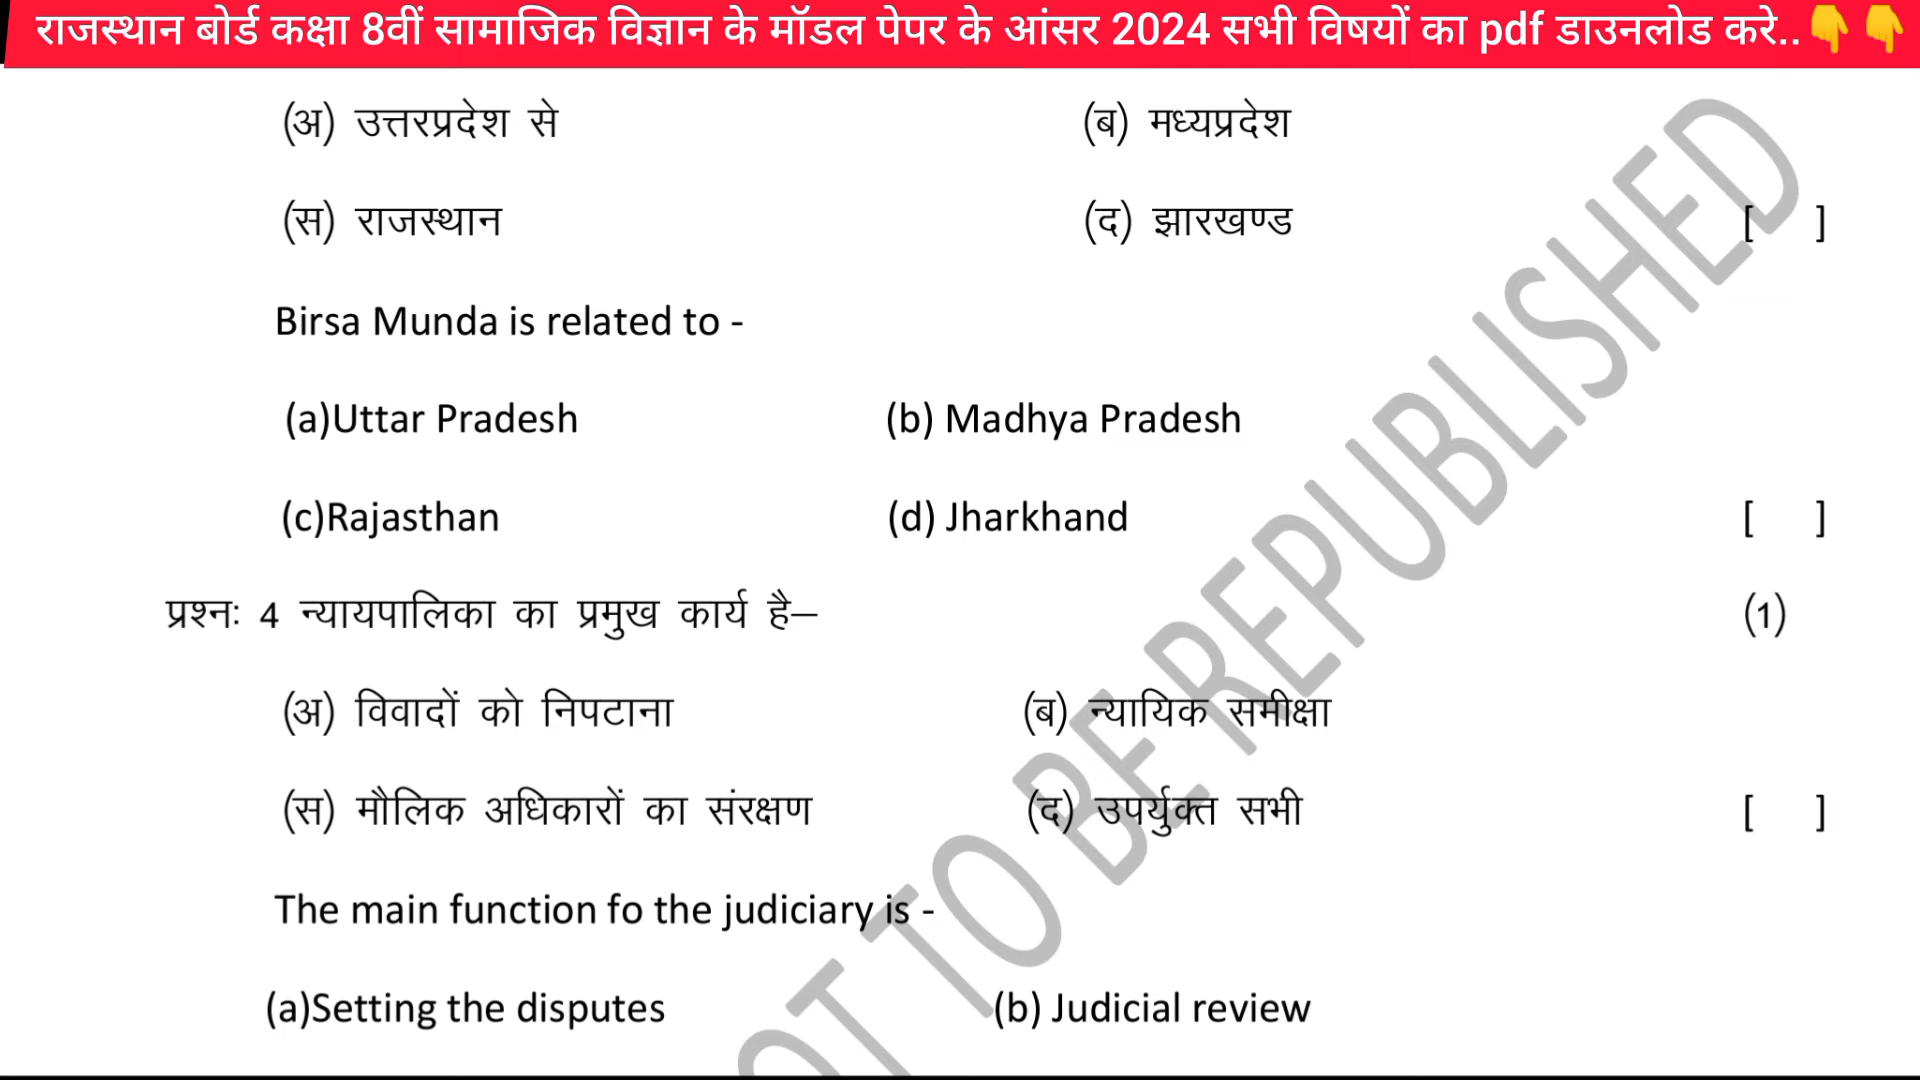 राजस्थान बोर्ड कक्षा 8वीं सामाजिक विज्ञान के मॉडल पेपर के आंसर 2024 सभी विषयों का pdf डाउनलोड करे..👇👇
(अ) उत्तरप्रदेश से (ब) मध्यप्रदेश
(स) राजस्थान (द) झारखण्ड [ ]
Birsa Munda is related to -
(a)Uttar Pradesh (b) Madhya Pradesh
(c)Rajasthan (d) Jharkhand [ ]
प्रश्नः 4 न्यायपालिका का प्रमुख कार्य है– (1)
(अ) विवादों को निपटाना (ब) न्यायिक समीक्षा
(स) मौलिक अधिकारों का संरक्षण (द) उपर्युक्त सभी [ ]
The main function fo the judiciary is -
(a)Setting the disputes (b) Judicial review
OT TO BE REPUBLISHED